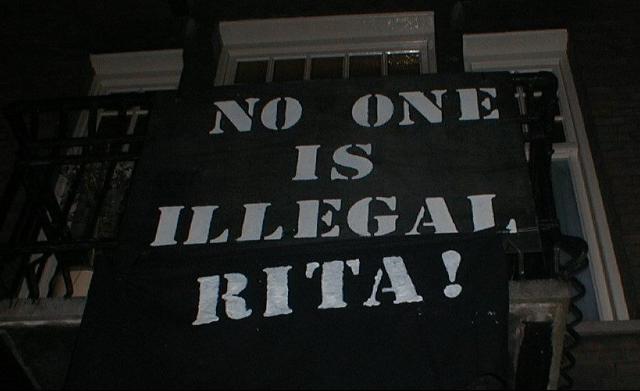 NO ONE
IS
ILLEGAL
RITA!